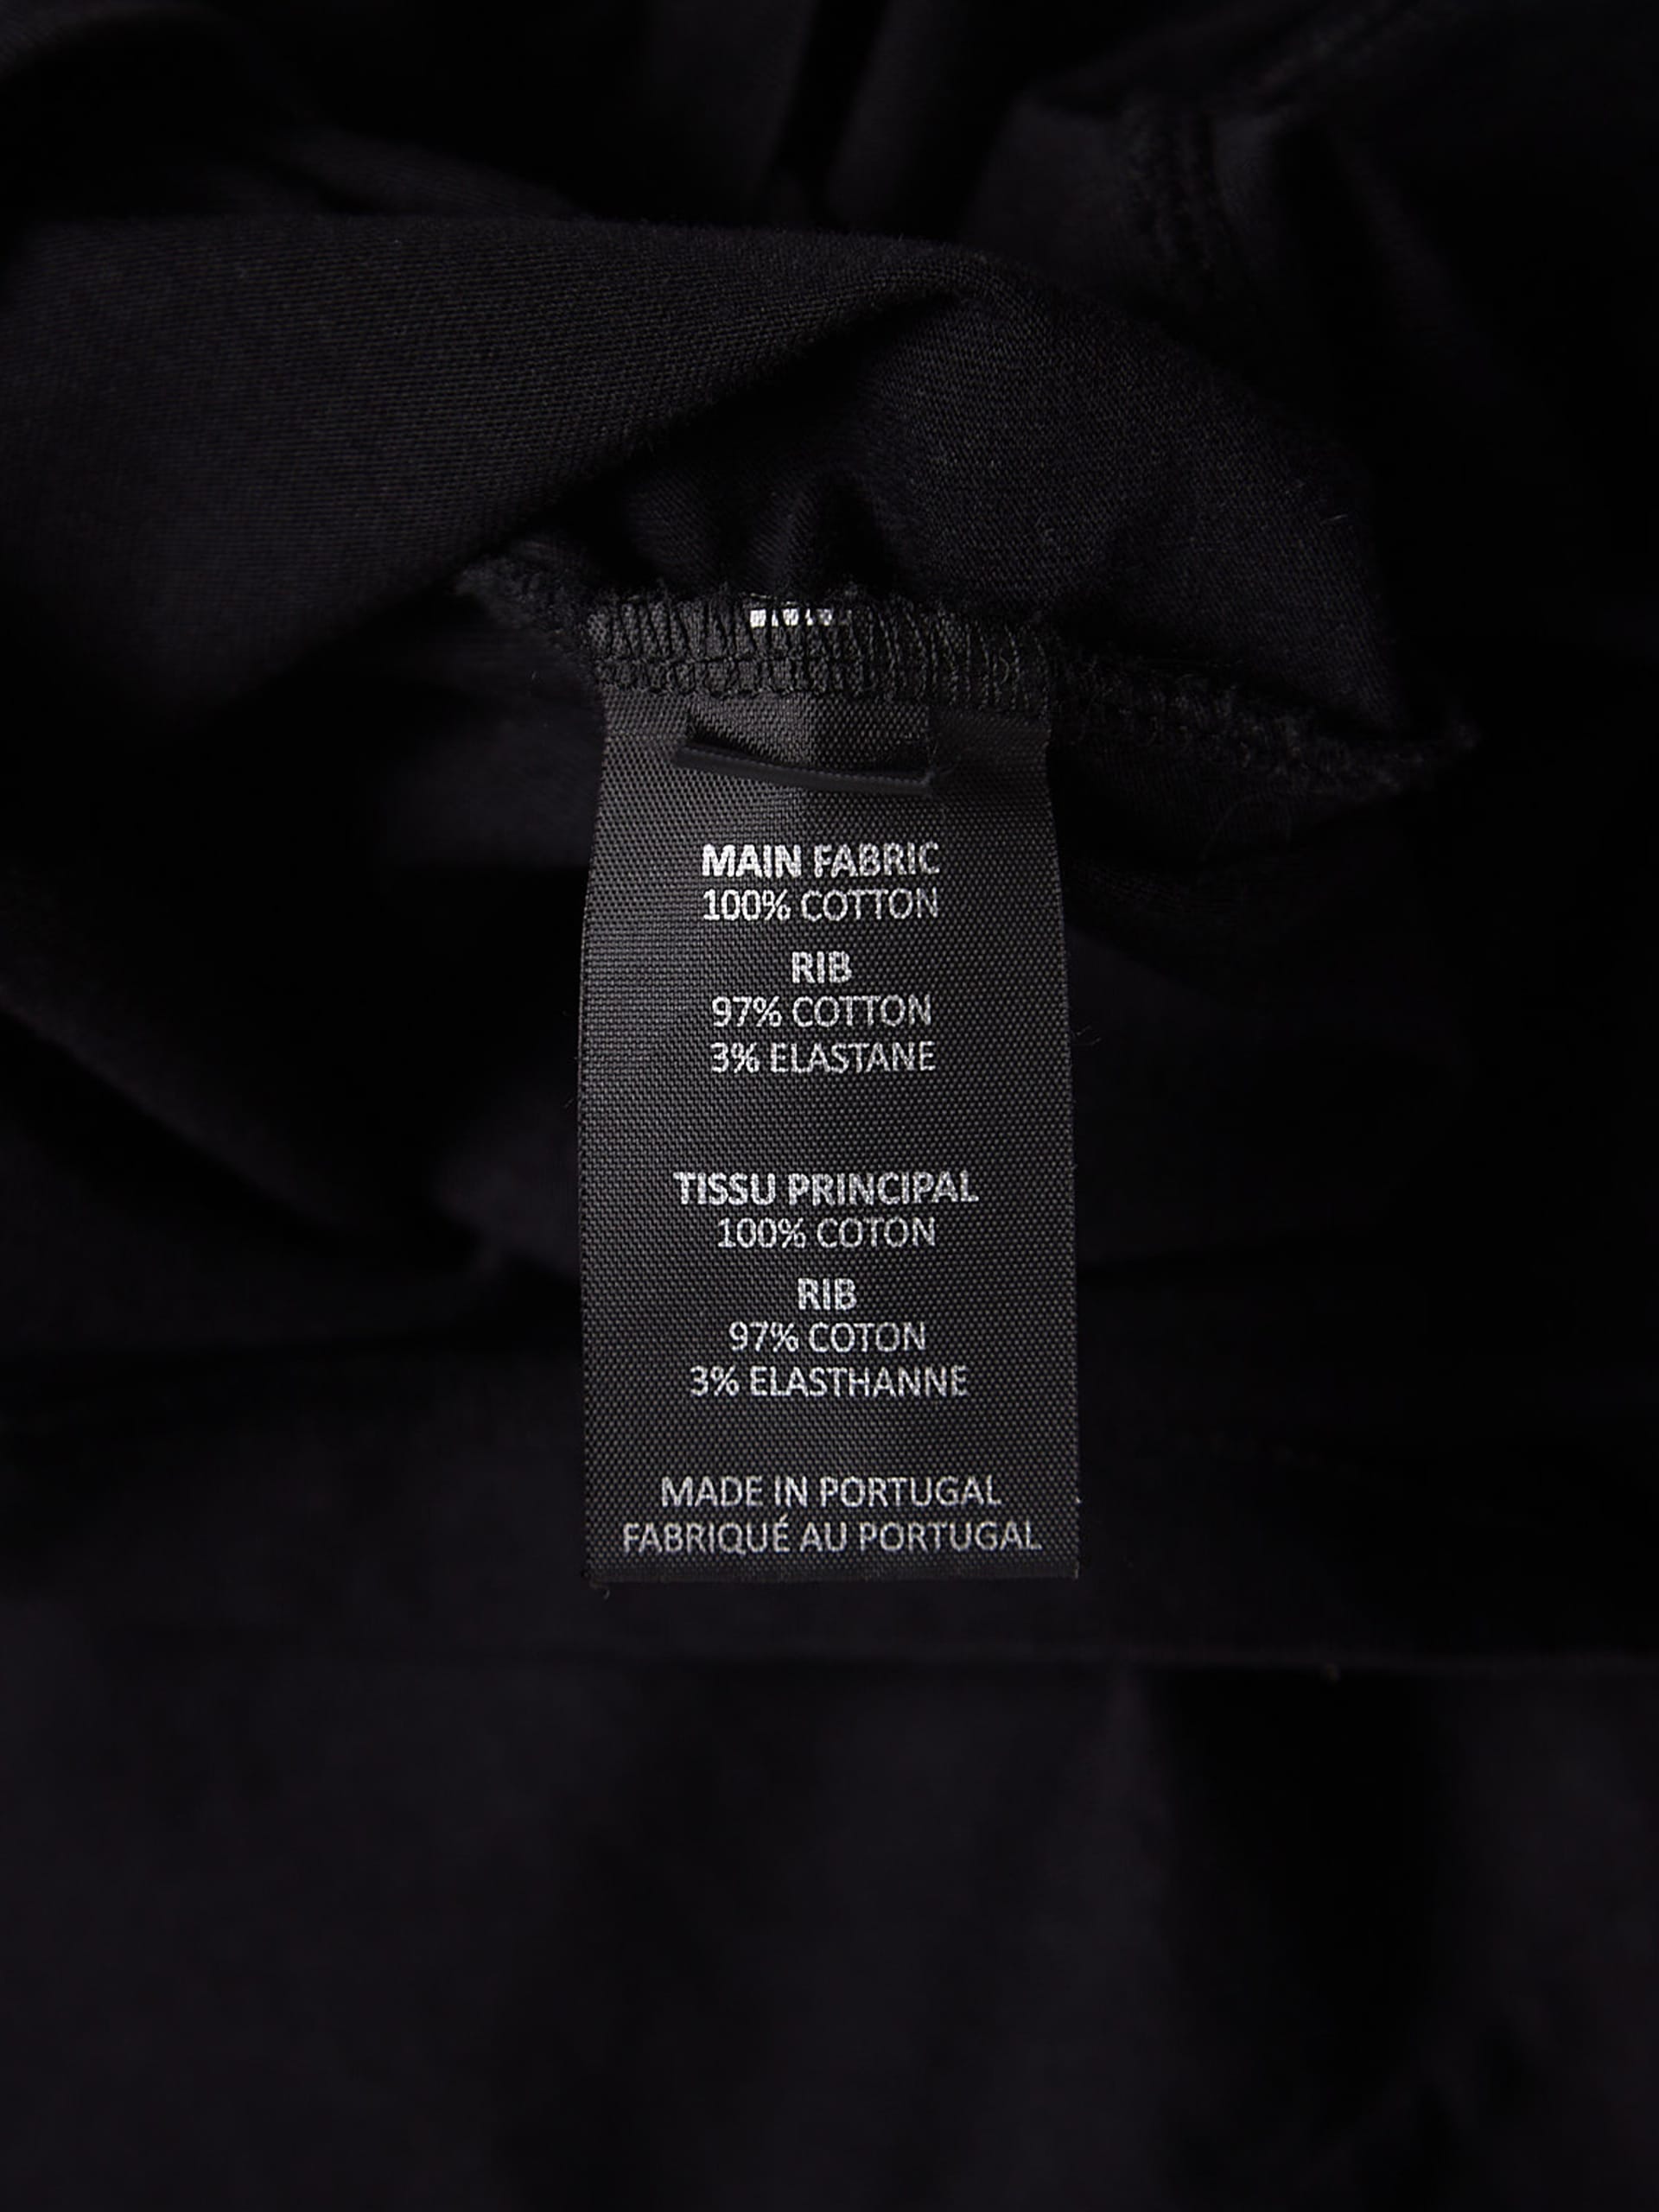 MAIN FABRIC
100% COTTON
RIB
97% COTTON
3% ELASTANE
TISSU PRINCIPAL
100% COTON
RIB
97% COTON
3% ELASTHANNE
MADE IN PORTUGAL
FABRIQUÉ AU PORTUGAL